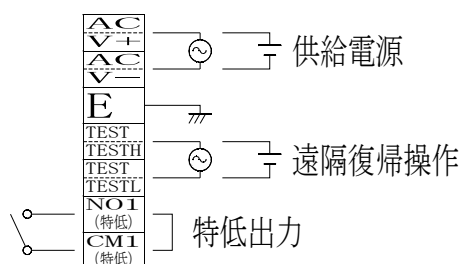 AC
V+
供給電源
AC
V−
E
TEST
TESTH
遠隔復帰操作
TEST
TESTL
NO1
(特低)
特低出力
CM1
(特低)